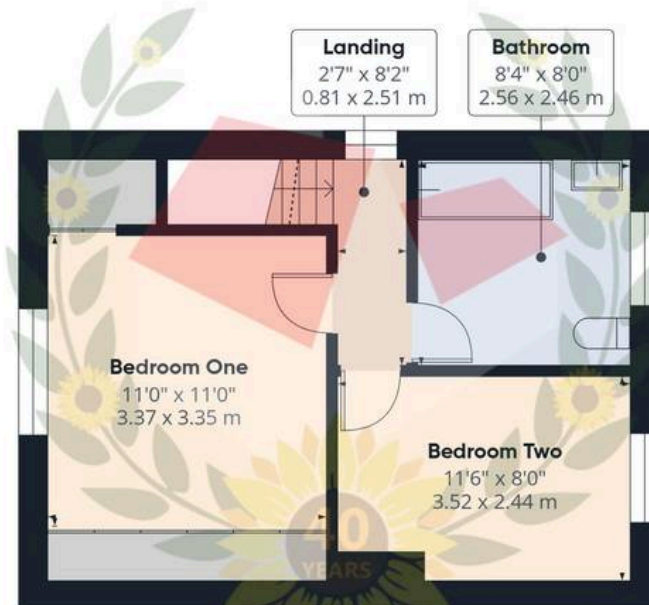 Landing
2'7" x 8'2"
0.81 x 2.51 m
Bathroom
8'4" x 8'0"
2.56 x 2.46 m
Bedroom One
11'0" x 11'0"
3.37 x 3.35 m
Bedroom Two
11'6" x 8'0"
3.52 x 2.44 m
40
YEARS